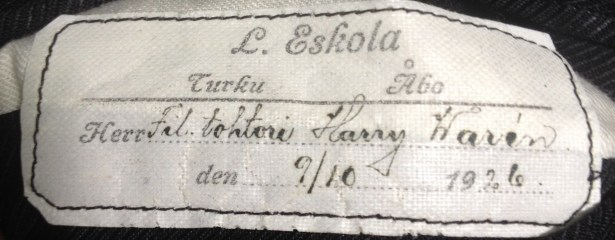 L. Eskola
Turku Åbo
Herr Fil. tohtori Harry Warén
den 9/10 1926.